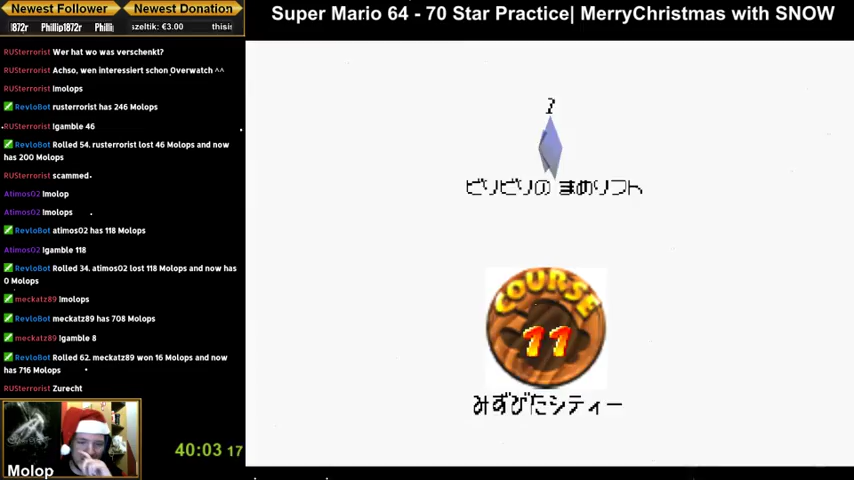 Newest Follower
Newest Donation
1872r Phillip1872r Philli
szeltik: €3.00 thisis
Super Mario 64 - 70 Star Practice| MerryChristmas with SNOW
RUSterrorist Wer hat wo was verschenkt?
RUSterrorist Achso, wen interessiert schon Overwatch ^^
RUSterrorist !molops
RevloBot rusterrorist has 246 Molops
RUSterrorist !gamble 46
RevloBot Rolled 54. rusterrorist lost 46 Molops and now
has 200 Molops
RUSterrorist scammed
Atimos02 !molop
Atimos02 !molops
RevloBot atimos02 has 118 Molops
Atimos02 !gamble 118
RevloBot Rolled 34. atimos02 lost 118 Molops and now has
0 Molops
meckatz89 !molops
RevloBot meckatz89 has 708 Molops
meckatz89 !gamble 8
RevloBot Rolled 62. meckatz89 won 16 Molops and now
has 716 Molops
RUSterrorist Zurecht
ビリビリの まめリフト
COURSE
11
みずびたシティー
40:03 17
Molop